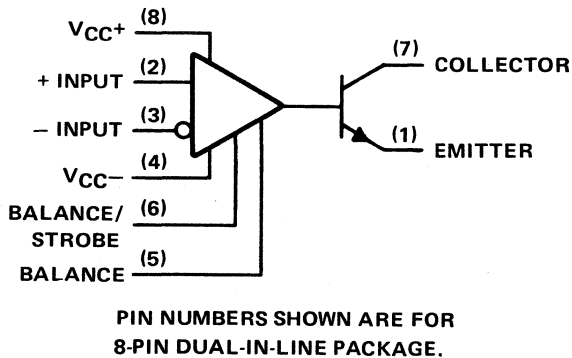 (8)
VCC+
(7)
COLLECTOR
(2)
+ INPUT
(3)
− INPUT
(1)
EMITTER
(4)
VCC−
(6)
BALANCE/
STROBE
(5)
BALANCE
PIN NUMBERS SHOWN ARE FOR
8-PIN DUAL-IN-LINE PACKAGE.